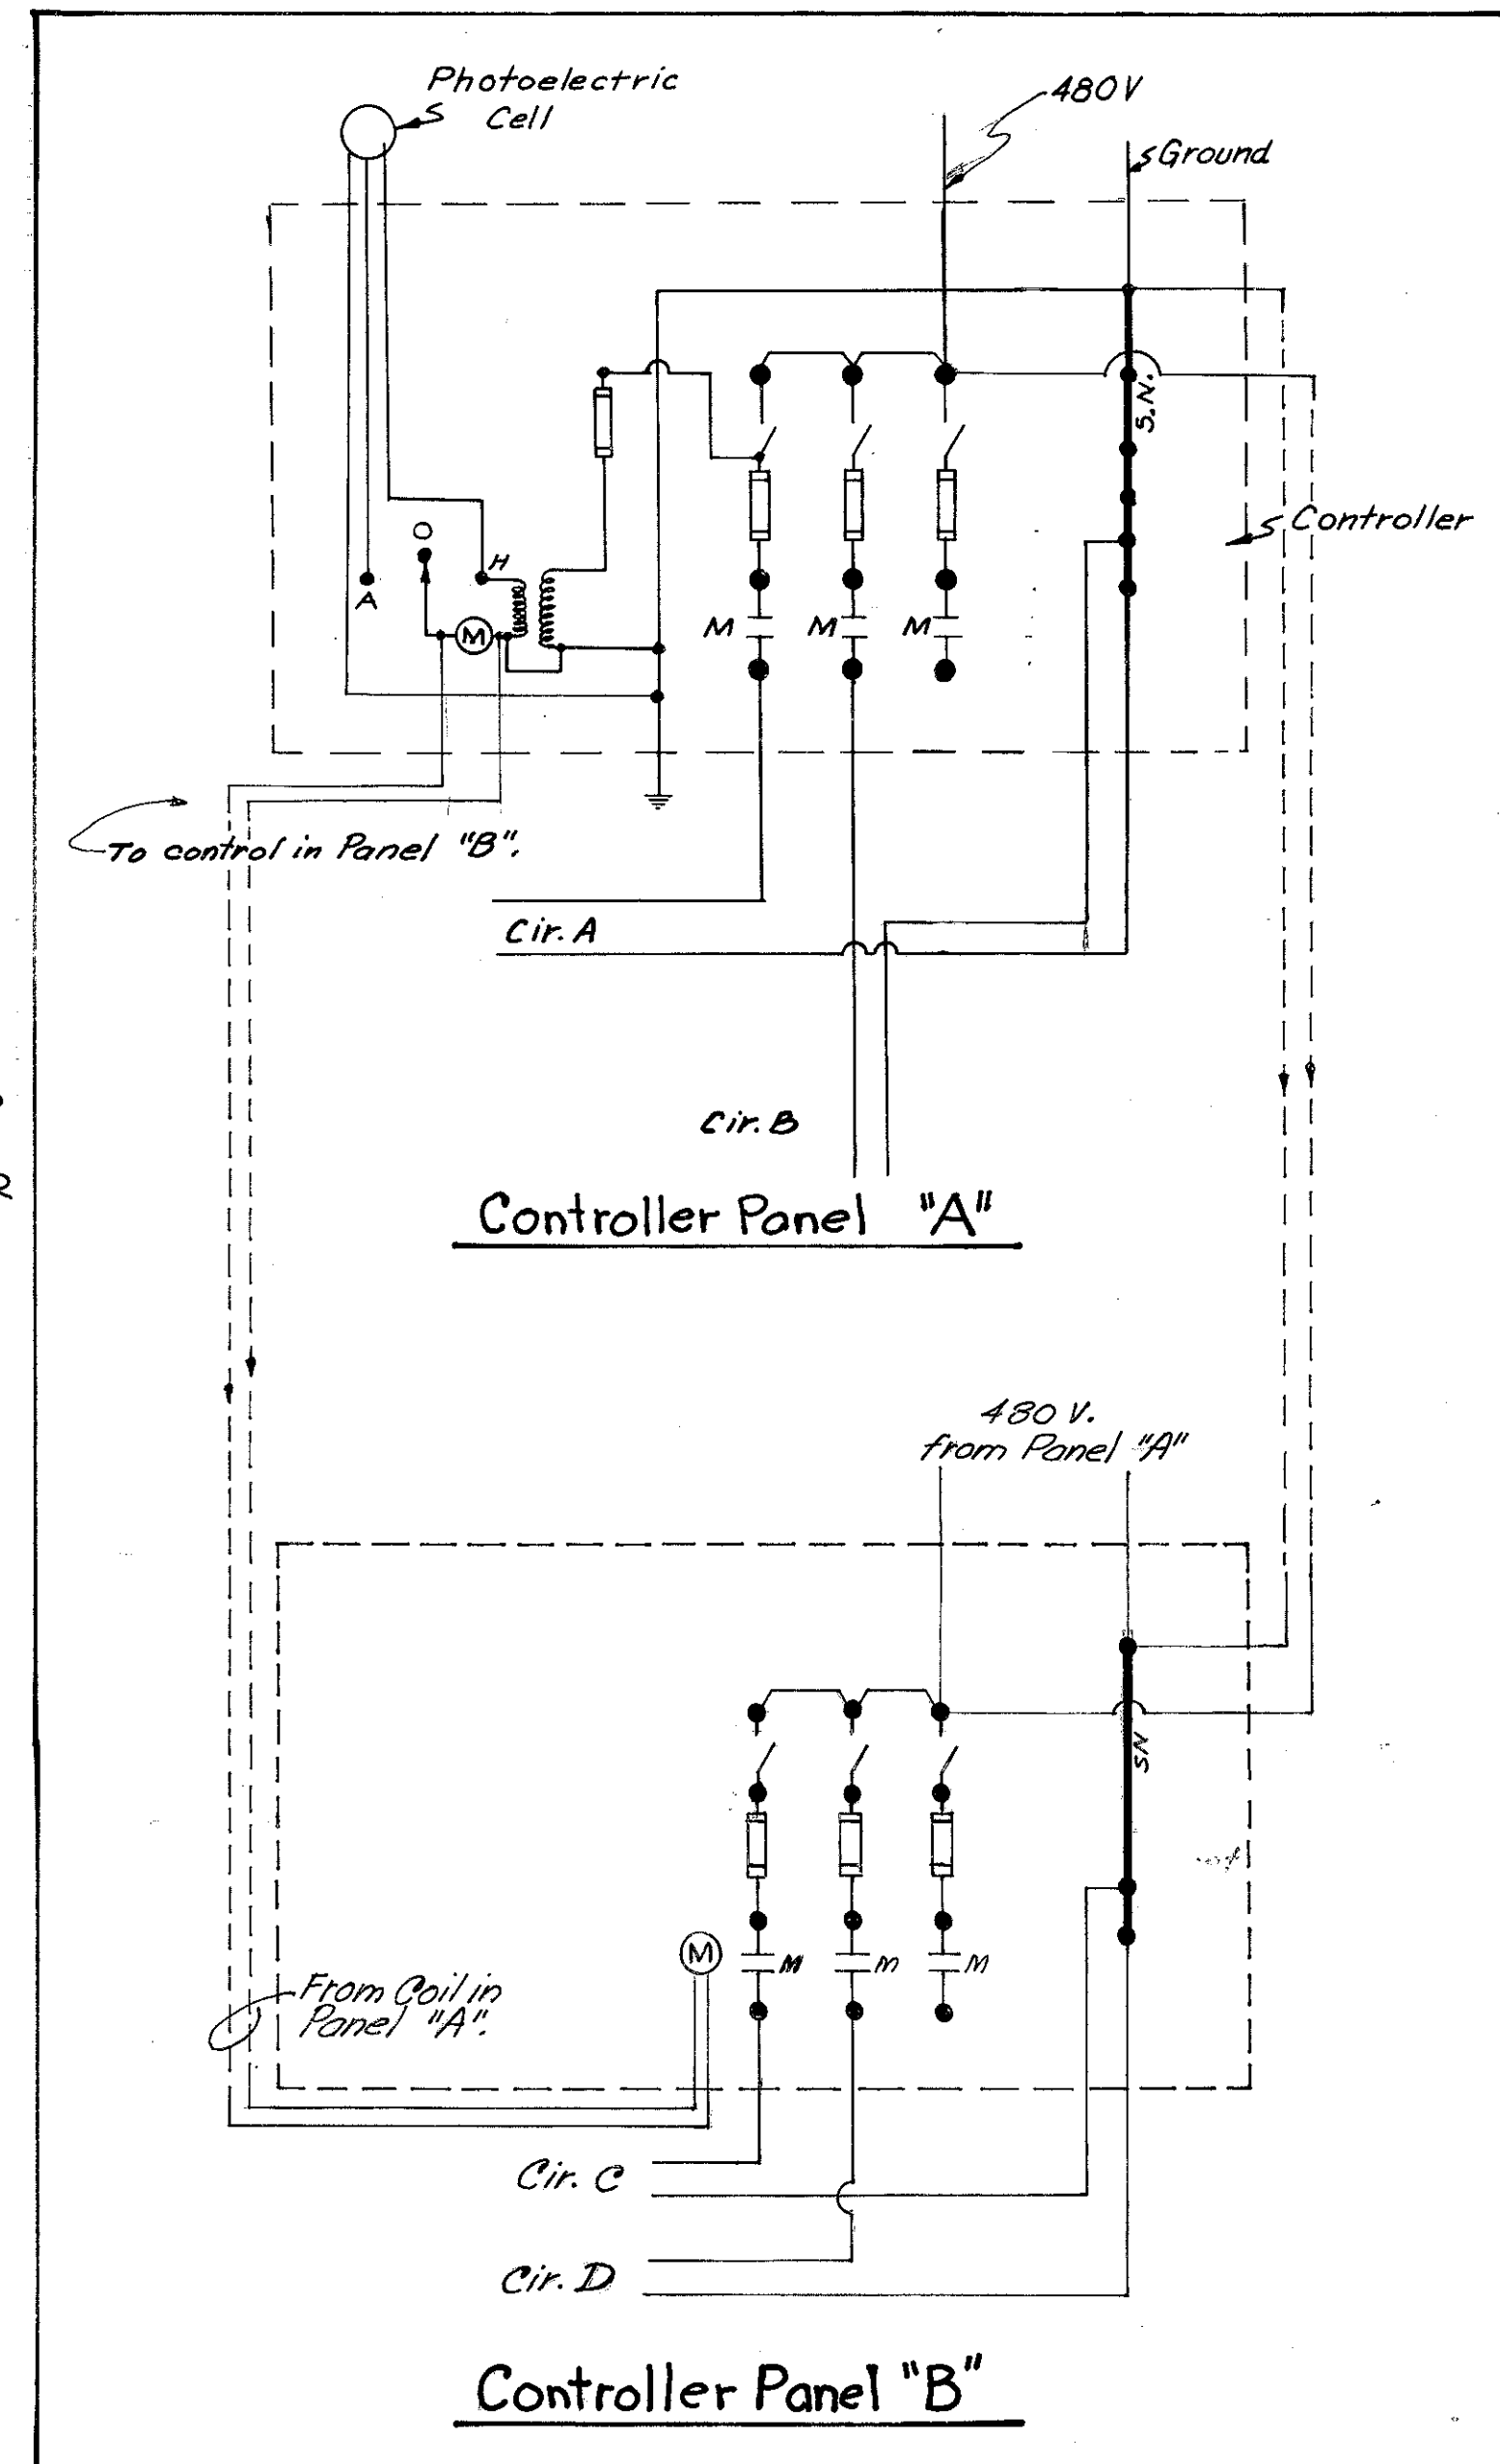 Photoelectric
Cell
480V
Ground
S.N.
Controller
O
H
A
M
M
M
M
To control in Panel "B".
Cir. A
Cir. B
Controller Panel "A"
480 V.
from Panel "A"
SN
M
M
M
M
From Coil in
Panel "A".
Cir. C
Cir. D
Controller Panel "B"